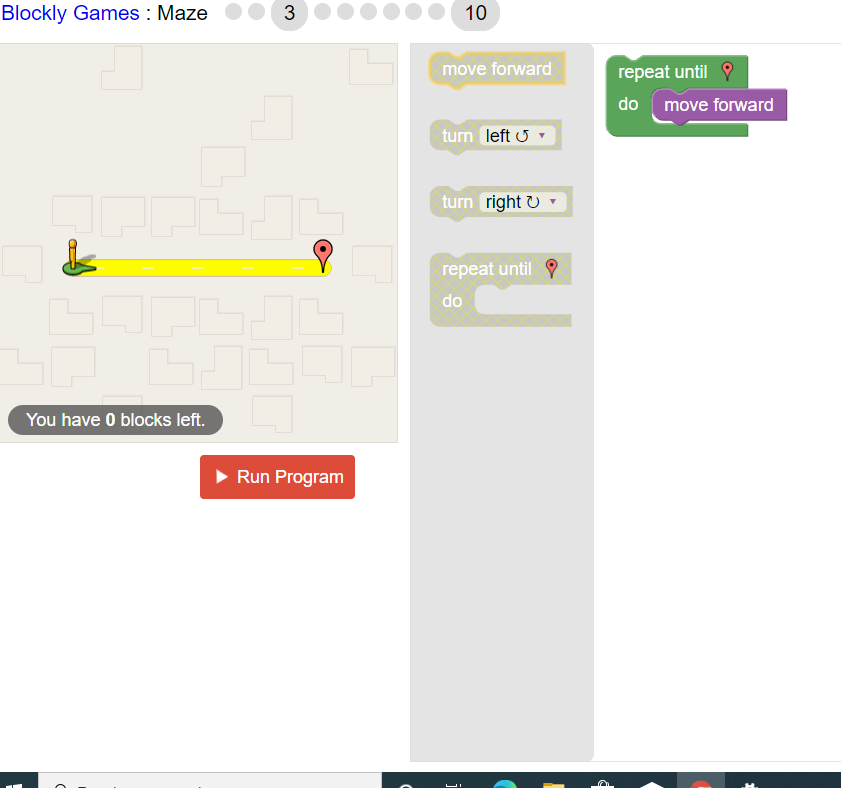 Blockly Games : Maze 3 10
move forward
turn left ↺ ▼
turn right ↻ ▼
repeat until
do
repeat until
do move forward
You have 0 blocks left.
Run Program